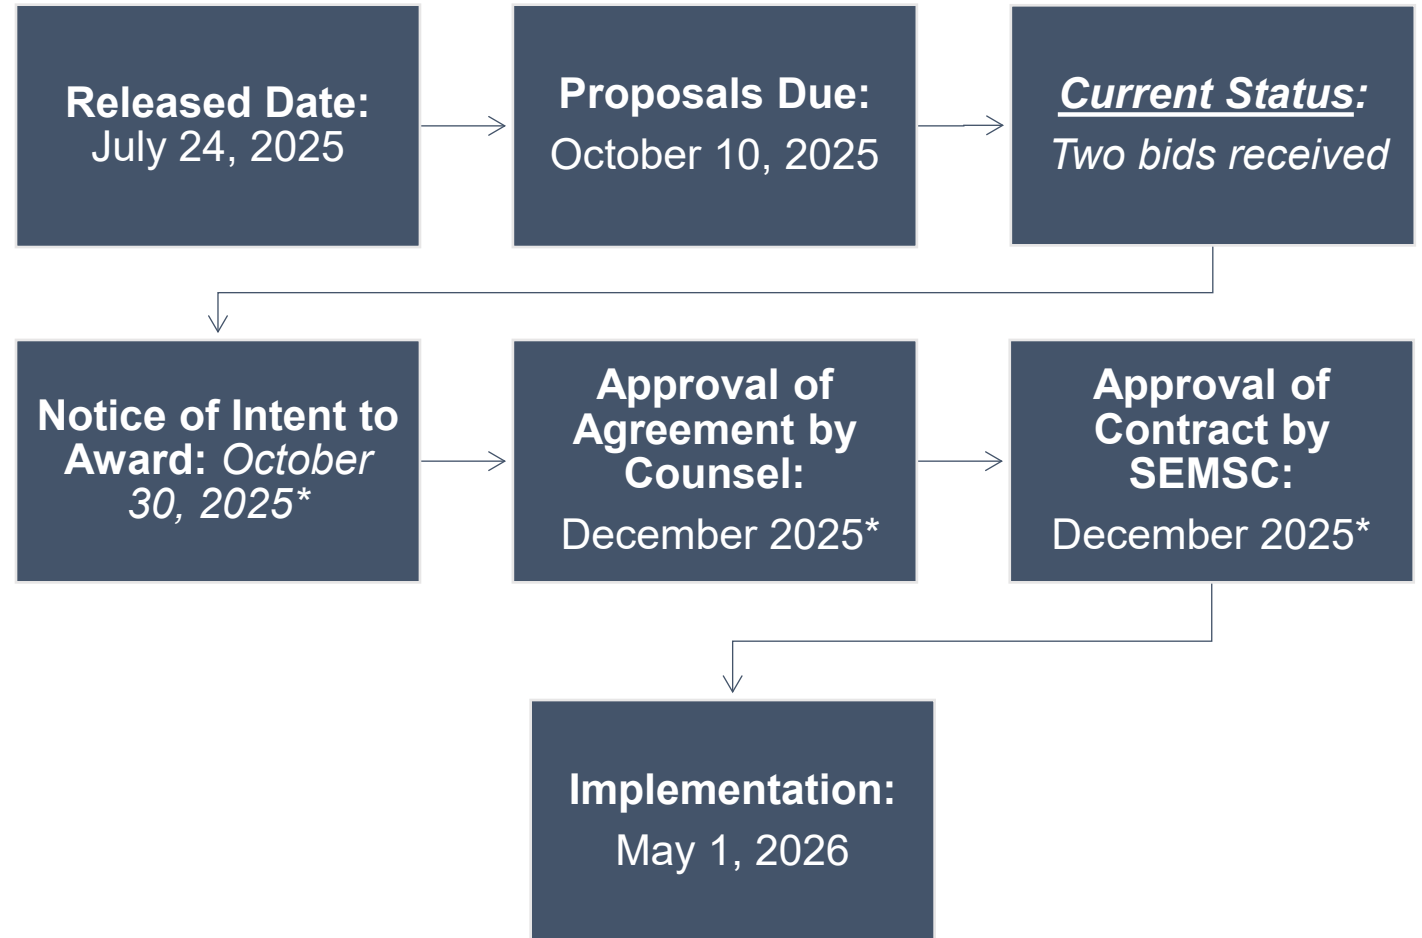 Released Date:
July 24, 2025
Proposals Due:
October 10, 2025
Current Status:
Two bids received
Notice of Intent to
Award: October
30, 2025*
Approval of
Agreement by
Counsel:
December 2025*
Approval of
Contract by
SEMSC:
December 2025*
Implementation:
May 1, 2026